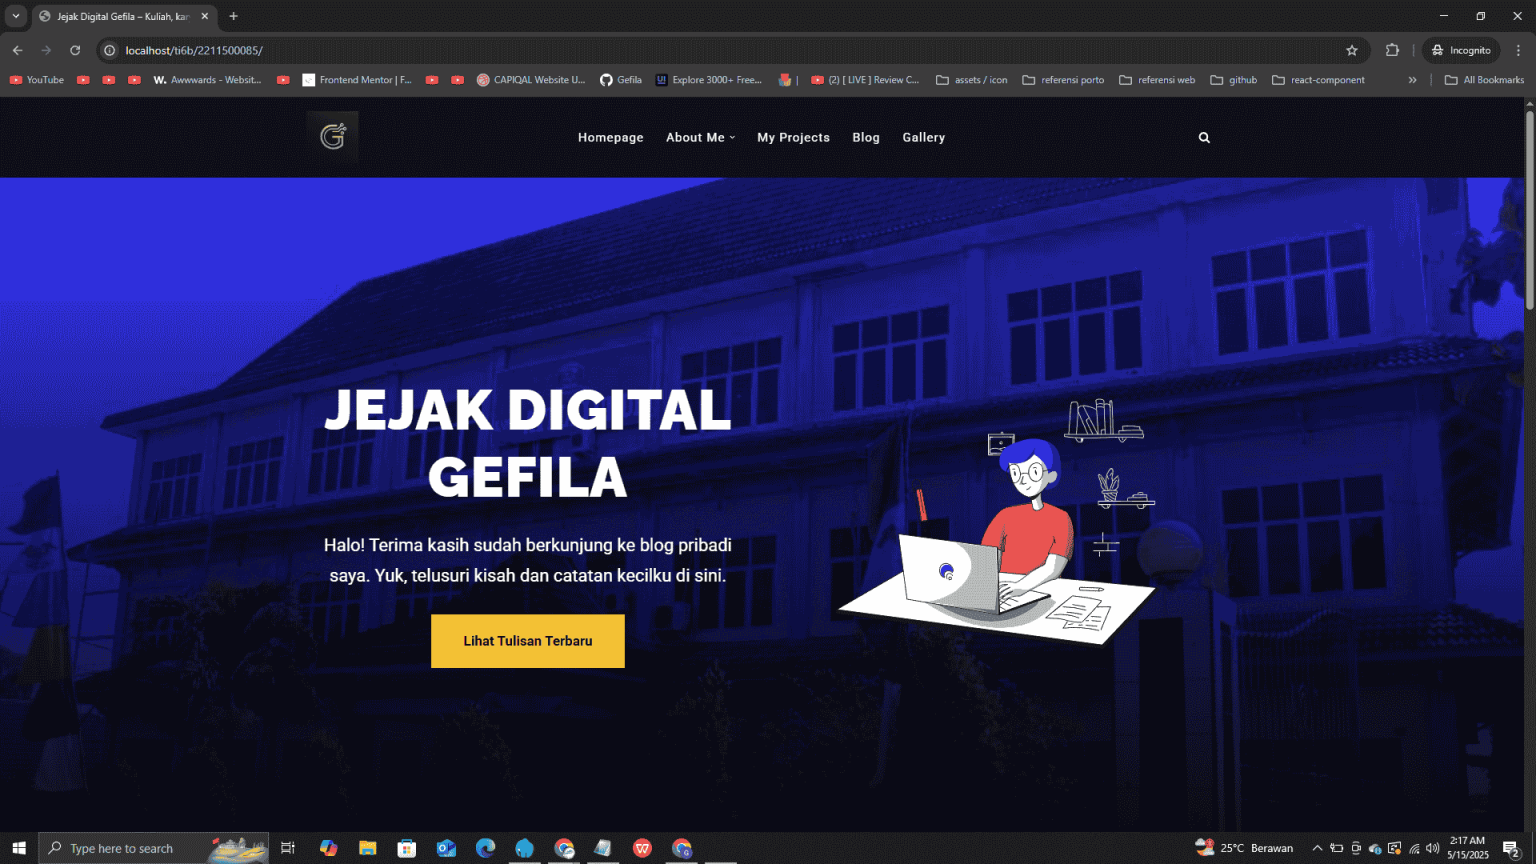 Jejak Digital Gefila – Kuliah, kar
localhost/ti6b/2211500085/
Incognito
YouTube
W. Awwwards - Websit...
Frontend Mentor | F...
CAPIQAL Website U...
Gefila
UI Explore 3000+ Free...
|
(2) [ LIVE ] Review C...
assets / icon
referensi porto
referensi web
github
react-component
»
All Bookmarks
G
Homepage
About Me
My Projects
Blog
Gallery
JEJAK DIGITAL
GEFILA
Halo! Terima kasih sudah berkunjung ke blog pribadi
saya. Yuk, telusuri kisah dan catatan kecilku di sini.
Lihat Tulisan Terbaru
Type here to search
25°C Berawan
2:17 AM
5/15/2025
2